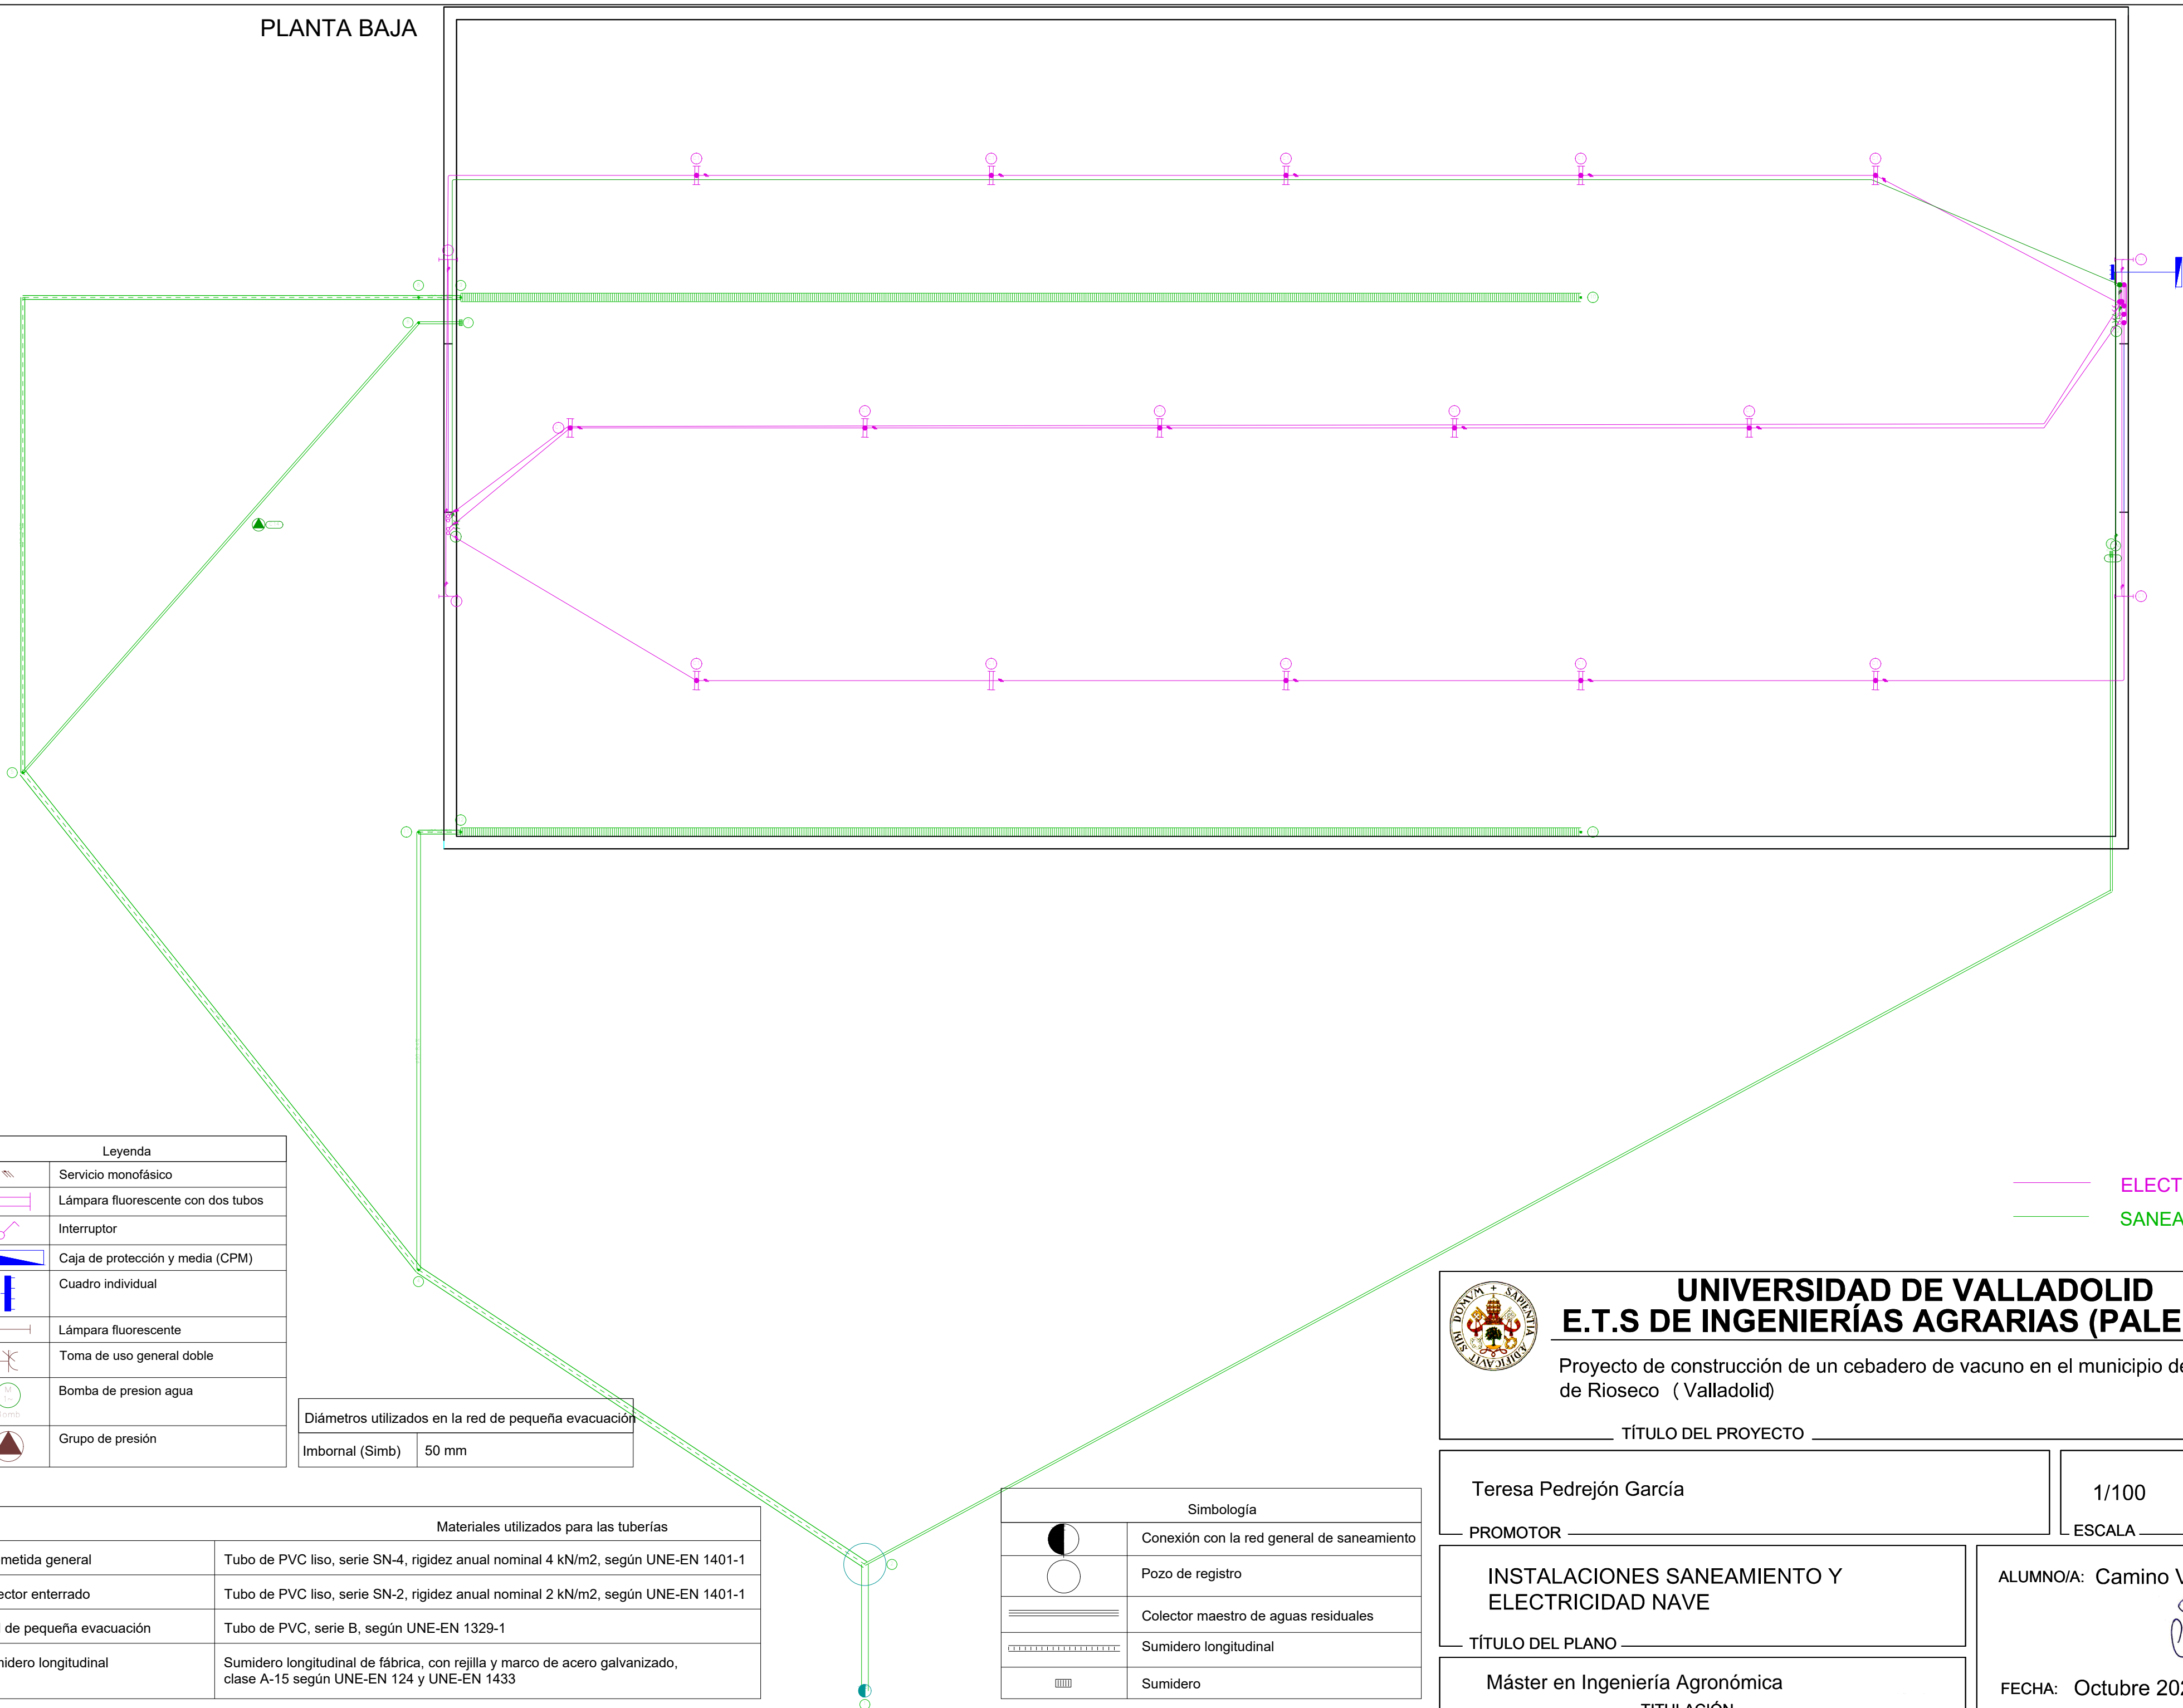 PLANTA BAJA
Leyenda
Servicio monofásico
Lámpara fluorescente con dos tubos
Interruptor
Caja de protección y media (CPM)
Cuadro individual
Lámpara fluorescente
Toma de uso general doble
Bomba de presion agua
Grupo de presión
Diámetros utilizados en la red de pequeña evacuación
Imbornal (Simb) 50 mm
Materiales utilizados para las tuberías
metida general Tubo de PVC liso, serie SN-4, rigidez anual nominal 4 kN/m2, según UNE-EN 1401-1
ector enterrado Tubo de PVC liso, serie SN-2, rigidez anual nominal 2 kN/m2, según UNE-EN 1401-1
de pequeña evacuación Tubo de PVC, serie B, según UNE-EN 1329-1
midero longitudinal Sumidero longitudinal de fábrica, con rejilla y marco de acero galvanizado,
clase A-15 según UNE-EN 124 y UNE-EN 1433
Simbología
Conexión con la red general de saneamiento
Pozo de registro
Colector maestro de aguas residuales
Sumidero longitudinal
Sumidero
ELECT
SANEA
UNIVERSIDAD DE VALLADOLID
E.T.S DE INGENIERÍAS AGRARIAS (PALE
SAPIENTIA ÆDIFICAVIT SIBI DOMVM
Proyecto de construcción de un cebadero de vacuno en el municipio de
de Rioseco ( Valladolid)
TÍTULO DEL PROYECTO
Teresa Pedrejón García
PROMOTOR
1/100
ESCALA
INSTALACIONES SANEAMIENTO Y
ELECTRICIDAD NAVE
TÍTULO DEL PLANO
ALUMNO/A: Camino V
Máster en Ingeniería Agronómica
TITULACIÓN
FECHA: Octubre 202